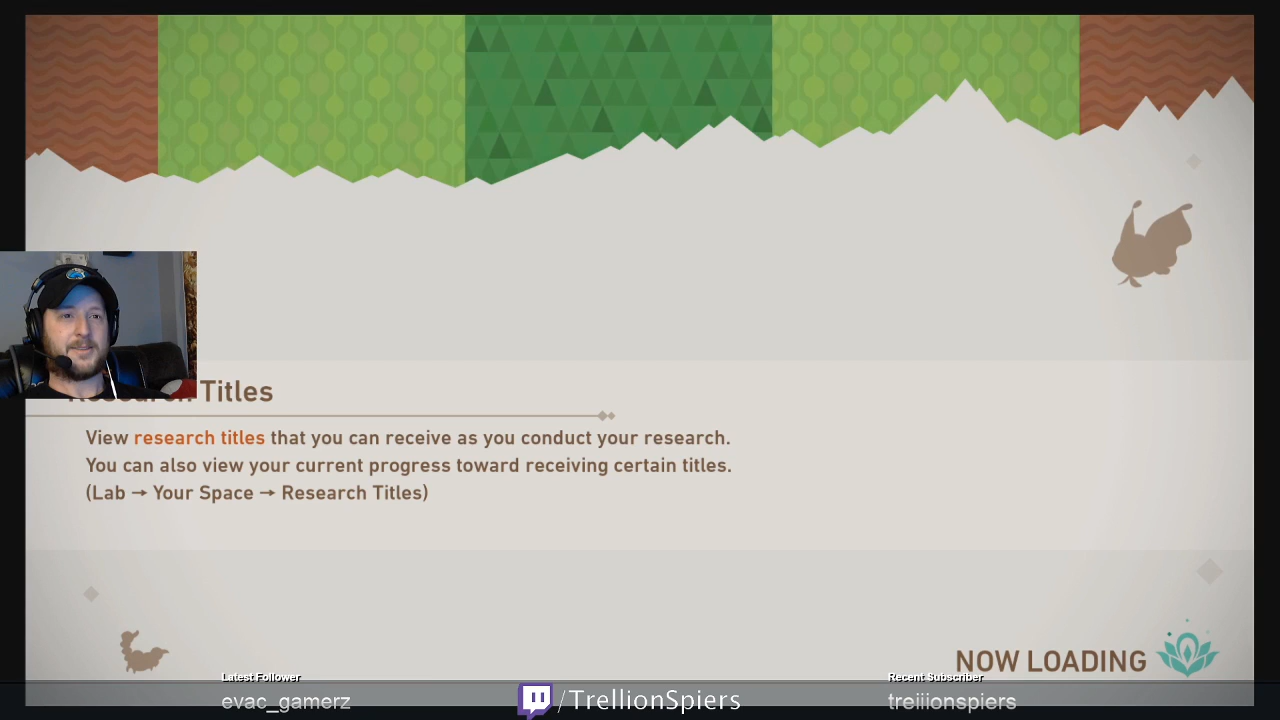 Research Titles
View research titles that you can receive as you conduct your research.
You can also view your current progress toward receiving certain titles.
(Lab → Your Space → Research Titles)
NOW LOADING
Latest Follower
evac_gamerz
/TrellionSpiers
Recent Subscriber
treiiionspiers